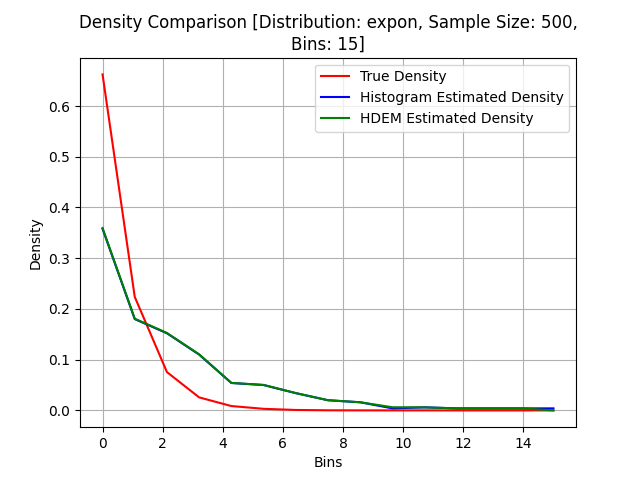 Density Comparison [Distribution: expon, Sample Size: 500,
Bins: 15]
True Density
Histogram Estimated Density
HDEM Estimated Density
Density
0.6
0.5
0.4
0.3
0.2
0.1
0.0
0 2 4 6 8 10 12 14
Bins